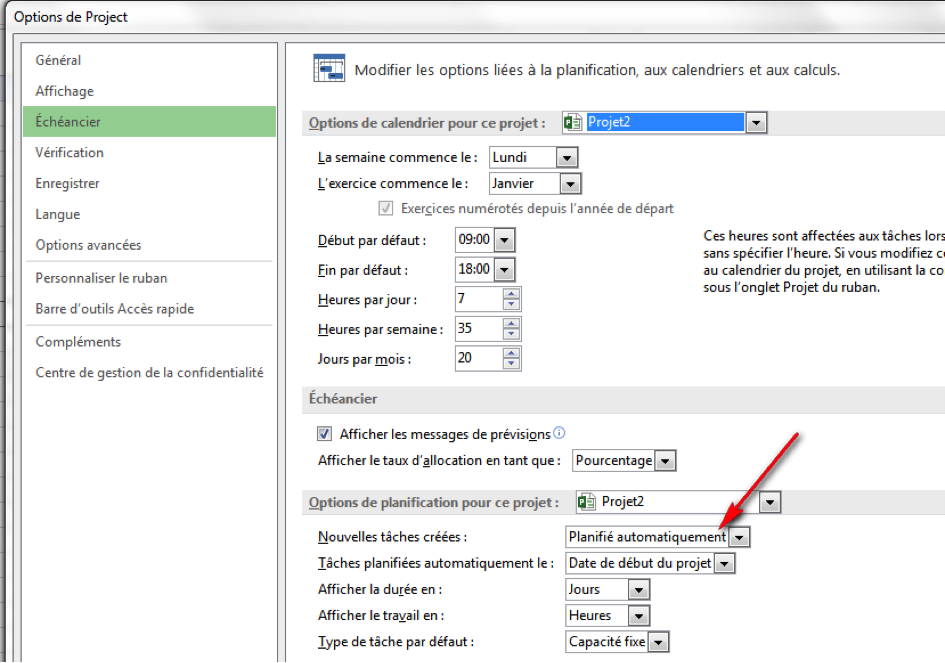 Options de Project
Général
Affichage
Échéancier
Vérification
Enregistrer
Langue
Options avancées
Personnaliser le ruban
Barre d'outils Accès rapide
Compléments
Centre de gestion de la confidentialité
Modifier les options liées à la planification, aux calendriers et aux calculs.
Options de calendrier pour ce projet : Projet2
La semaine commence le : Lundi
L'exercice commence le : Janvier
Exercices numérotés depuis l'année de départ
Début par défaut : 09:00
Fin par défaut : 18:00
Heures par jour : 7
Heures par semaine : 35
Jours par mois : 20
Ces heures sont affectées aux tâches lors
sans spécifier l'heure. Si vous modifiez c
au calendrier du projet, en utilisant la co
sous l'onglet Projet du ruban.
Échéancier
Afficher les messages de prévisions
Afficher le taux d'allocation en tant que : Pourcentage
Options de planification pour ce projet : Projet2
Nouvelles tâches créées : Planifié automatiquement
Tâches planifiées automatiquement le : Date de début du projet
Afficher la durée en : Jours
Afficher le travail en : Heures
Type de tâche par défaut : Capacité fixe